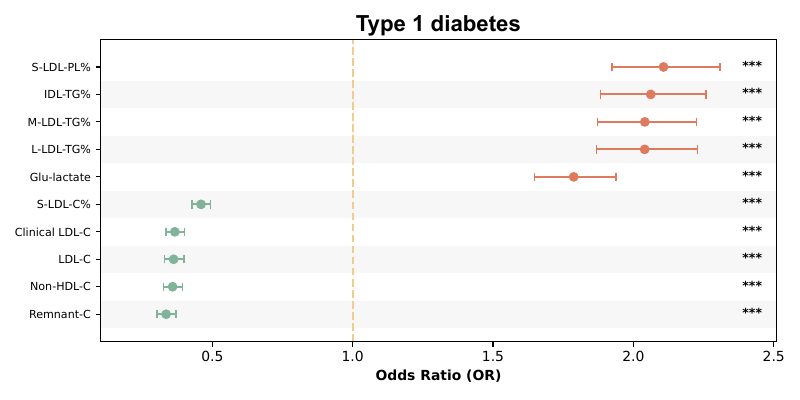 Type 1 diabetes
S-LDL-PL% ***
IDL-TG% ***
M-LDL-TG% ***
L-LDL-TG% ***
Glu-lactate ***
S-LDL-C% ***
Clinical LDL-C ***
LDL-C ***
Non-HDL-C ***
Remnant-C ***
0.5 1.0 1.5 2.0 2.5
Odds Ratio (OR)